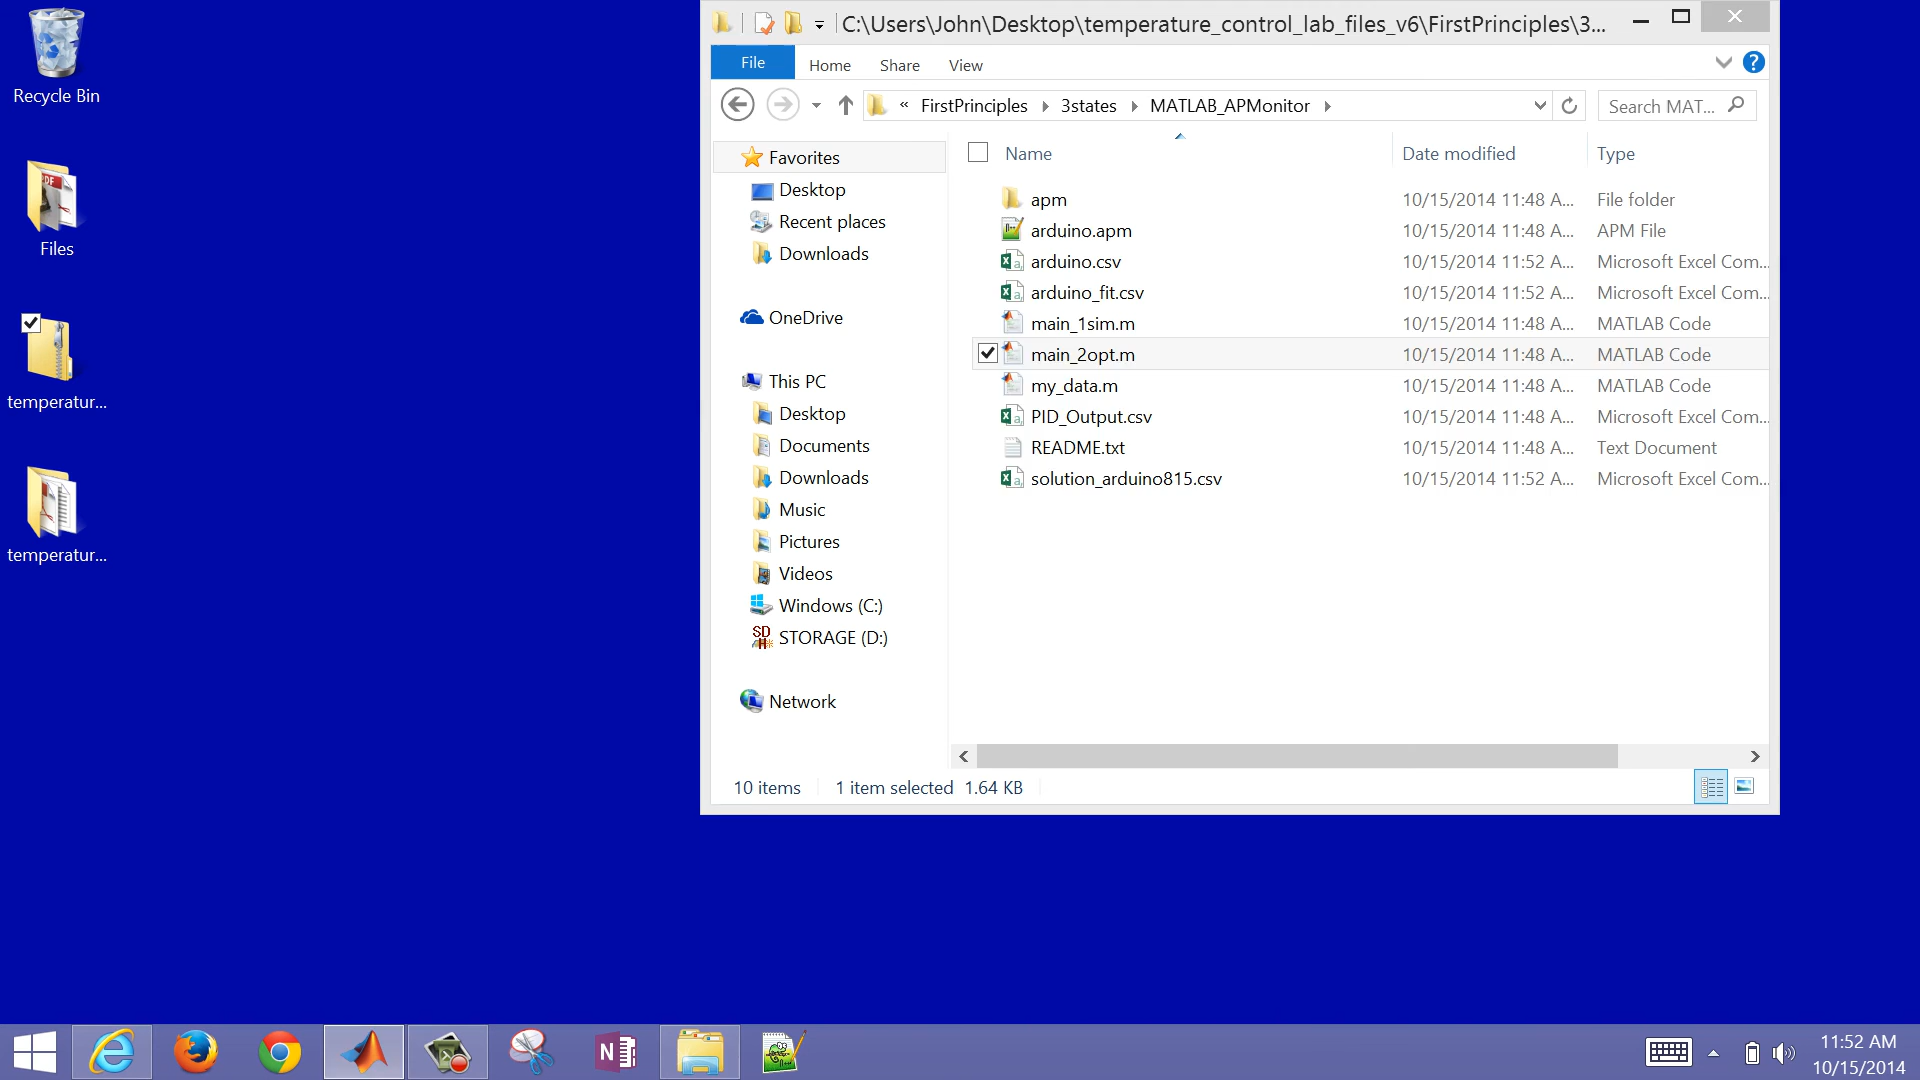 Recycle Bin
Files
temperatur...
temperatur...
C:\Users\John\Desktop\temperature_control_lab_files_v6\FirstPrinciples\3...
File Home Share View
« FirstPrinciples 3states MATLAB_APMonitor
Search MAT...
Favorites
Desktop
Recent places
Downloads
OneDrive
This PC
Desktop
Documents
Downloads
Music
Pictures
Videos
Windows (C:)
STORAGE (D:)
Network
Name Date modified Type
apm 10/15/2014 11:48 A... File folder
arduino.apm 10/15/2014 11:48 A... APM File
arduino.csv 10/15/2014 11:52 A... Microsoft Excel Com...
arduino_fit.csv 10/15/2014 11:52 A... Microsoft Excel Com...
main_1sim.m 10/15/2014 11:48 A... MATLAB Code
main_2opt.m 10/15/2014 11:48 A... MATLAB Code
my_data.m 10/15/2014 11:48 A... MATLAB Code
PID_Output.csv 10/15/2014 11:48 A... Microsoft Excel Com...
README.txt 10/15/2014 11:48 A... Text Document
solution_arduino815.csv 10/15/2014 11:52 A... Microsoft Excel Com...
10 items 1 item selected 1.64 KB
11:52 AM
10/15/2014